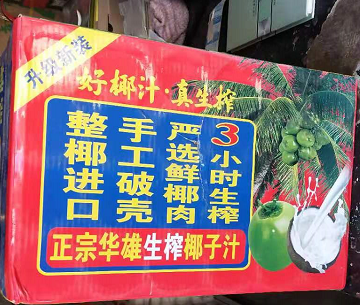 升级新装
好椰汁·真生榨
3小时生榨
严选鲜椰肉
手工破壳
整椰进口
正宗华雄生榨椰子汁